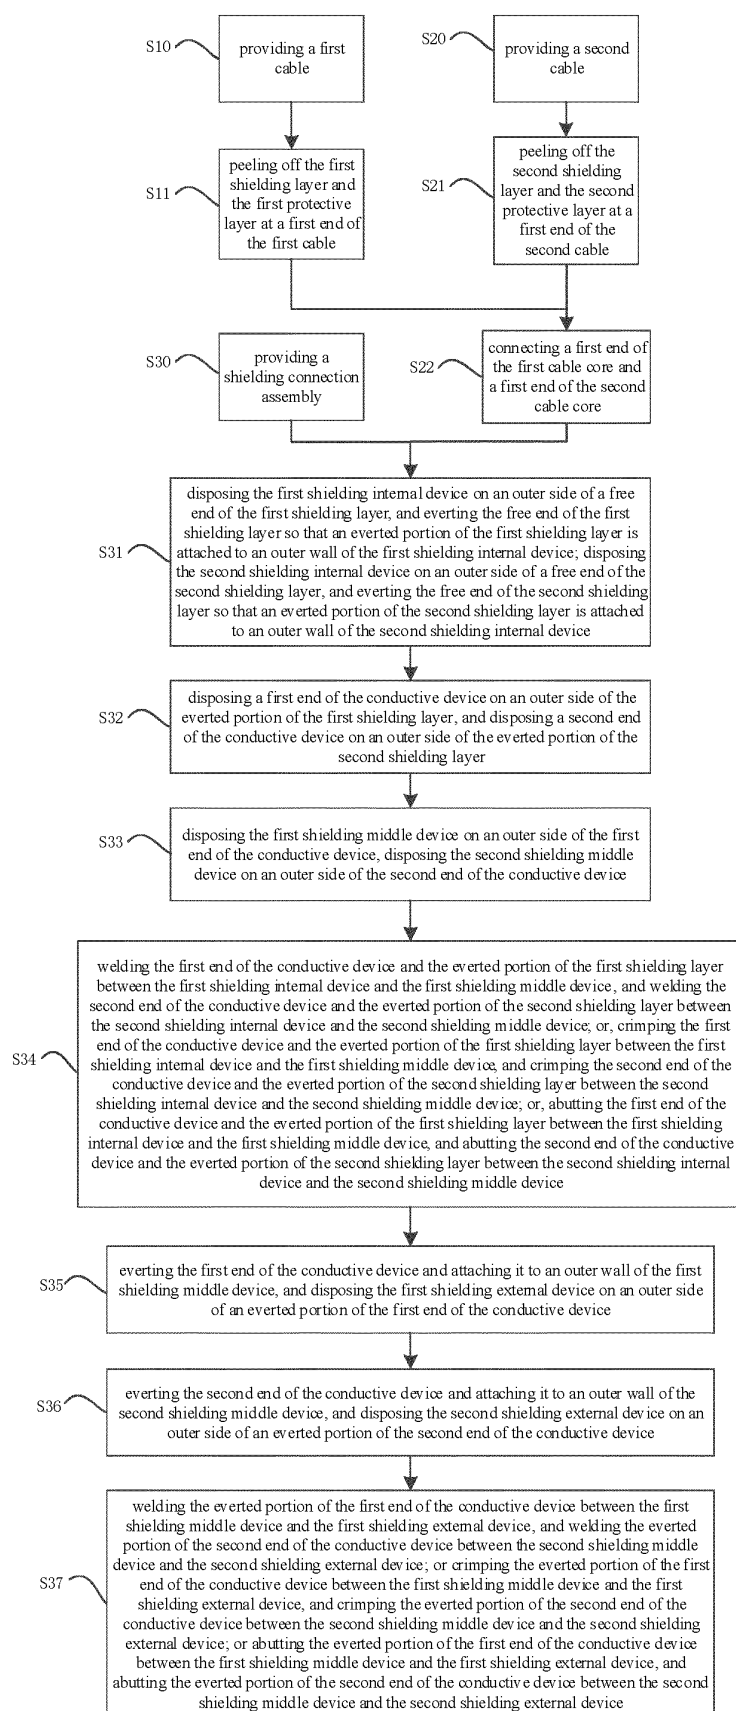 S10
providing a first
cable
S20
providing a second
cable
S11
peeling off the first
shielding layer and
the first protective
layer at a first end of
the first cable
S21
peeling off the
second shielding
layer and the second
protective layer at a
first end of the
second cable
S30
providing a
shielding connection
assembly
S22
connecting a first end of
the first cable core and
a first end of the second
cable core
S31
disposing the first shielding internal device on an outer side of a free
end of the first shielding layer, and everting the free end of the first
shielding layer so that an everted portion of the first shielding layer is
attached to an outer wall of the first shielding internal device; disposing
the second shielding internal device on an outer side of a free end of the
second shielding layer, and everting the free end of the second shielding
layer so that an everted portion of the second shielding layer is attached
to an outer wall of the second shielding internal device
S32
disposing a first end of the conductive device on an outer side of the
everted portion of the first shielding layer, and disposing a second end
of the conductive device on an outer side of the everted portion of the
second shielding layer
S33
disposing the first shielding middle device on an outer side of the first
end of the conductive device, disposing the second shielding middle
device on an outer side of the second end of the conductive device
S34
welding the first end of the conductive device and the everted portion of the first shielding layer
between the first shielding internal device and the first shielding middle device, and welding the
second end of the conductive device and the everted portion of the second shielding layer between
the second shielding internal device and the second shielding middle device; or, crimping the first
end of the conductive device and the everted portion of the first shielding layer between the first
shielding internal device and the first shielding middle device, and crimping the second end of the
conductive device and the everted portion of the second shielding layer between the second
shielding internal device and the second shielding middle device; or, abutting the first end of the
conductive device and the everted portion of the first shielding layer between the first shielding
internal device and the first shielding middle device, and abutting the second end of the conductive
device and the everted portion of the second shielding layer between the second shielding internal
device and the second shielding middle device
S35
everting the first end of the conductive device and attaching it to an outer wall of the first
shielding middle device, and disposing the first shielding external device on an outer side
of an everted portion of the first end of the conductive device
S36
everting the second end of the conductive device and attaching it to an outer wall of the
second shielding middle device, and disposing the second shielding external device on an
outer side of an everted portion of the second end of the conductive device
S37
welding the everted portion of the first end of the conductive device between the first
shielding middle device and the first shielding external device, and welding the everted
portion of the second end of the conductive device between the second shielding middle
device and the second shielding external device; or crimping the everted portion of the first
end of the conductive device between the first shielding middle device and the first
shielding external device, and crimping the everted portion of the second end of the
conductive device between the second shielding middle device and the second shielding
external device; or abutting the everted portion of the first end of the conductive device
between the first shielding middle device and the first shielding external device, and
abutting the everted portion of the second end of the conductive device between the second
shielding middle device and the second shielding external device